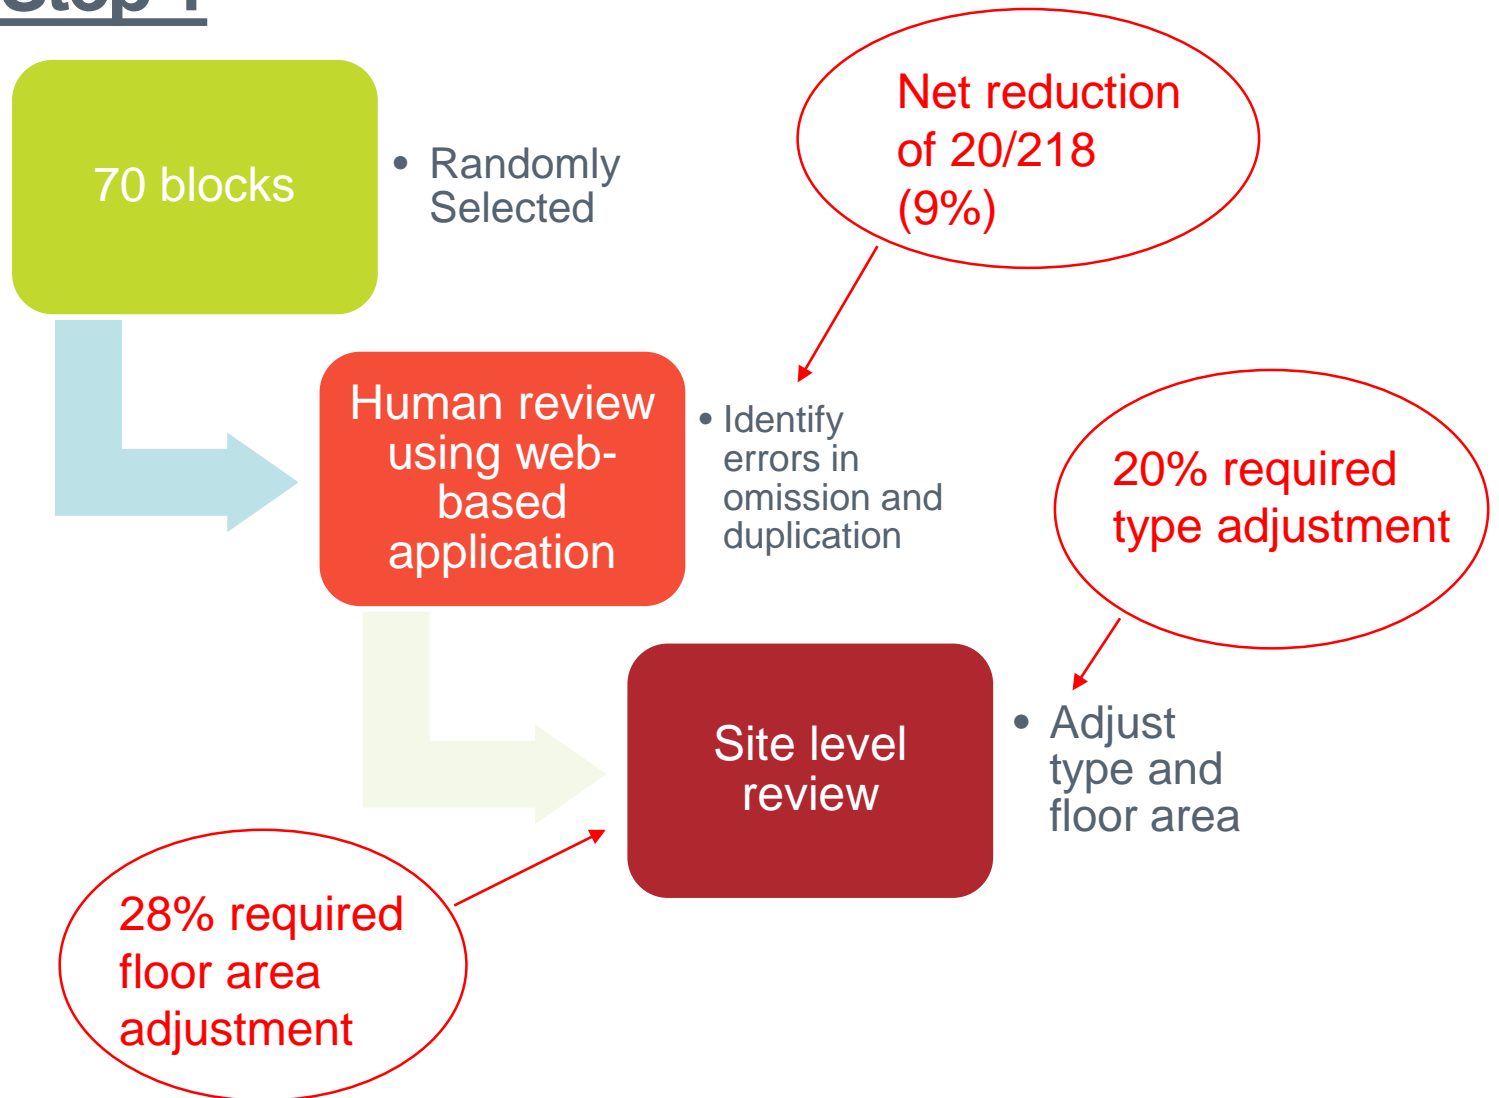 Step 1
70 blocks
• Randomly
Selected
Net reduction
of 20/218
(9%)
Human review
using web-
based
application
• Identify
errors in
omission and
duplication
20% required
type adjustment
Site level
review
• Adjust
type and
floor area
28% required
floor area
adjustment